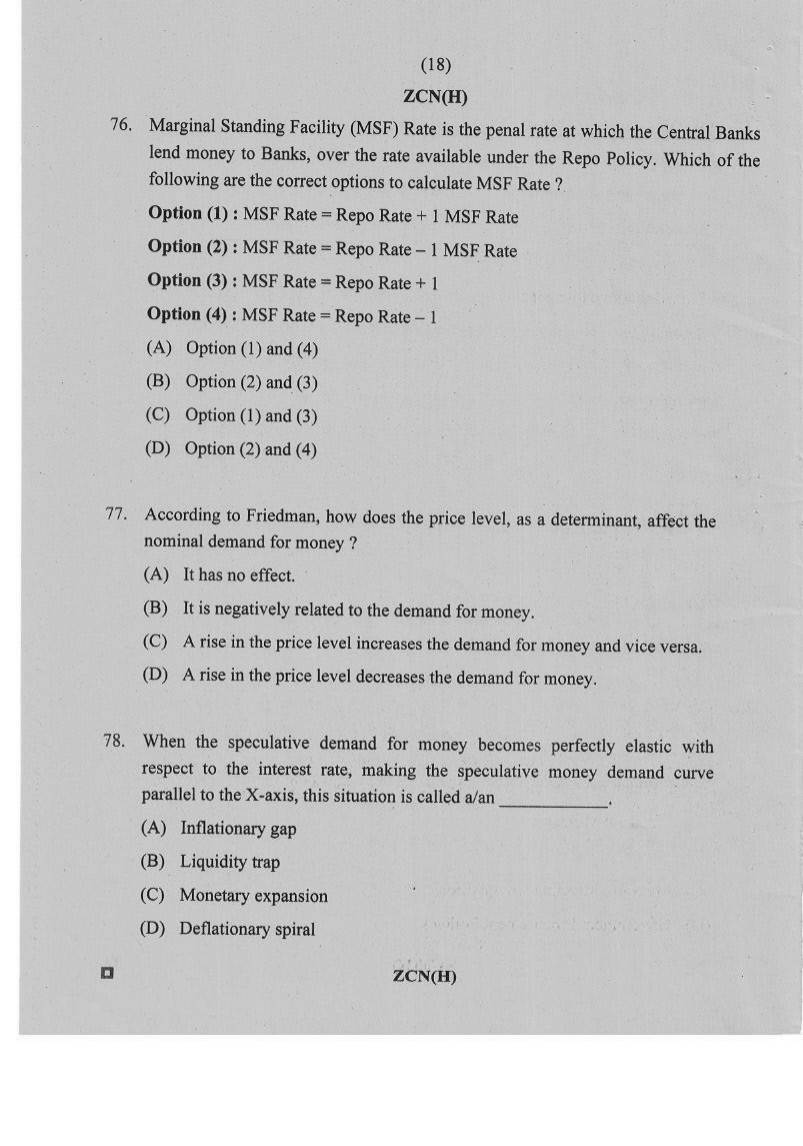 (18)
ZCN(H)
76. Marginal Standing Facility (MSF) Rate is the penal rate at which the Central Banks
lend money to Banks, over the rate available under the Repo Policy. Which of the
following are the correct options to calculate MSF Rate ?
Option (1) : MSF Rate = Repo Rate + 1 MSF Rate
Option (2) : MSF Rate = Repo Rate – 1 MSF Rate
Option (3) : MSF Rate = Repo Rate + 1
Option (4) : MSF Rate = Repo Rate – 1
(A) Option (1) and (4)
(B) Option (2) and (3)
(C) Option (1) and (3)
(D) Option (2) and (4)
77. According to Friedman, how does the price level, as a determinant, affect the
nominal demand for money ?
(A) It has no effect.
(B) It is negatively related to the demand for money.
(C) A rise in the price level increases the demand for money and vice versa.
(D) A rise in the price level decreases the demand for money.
78. When the speculative demand for money becomes perfectly elastic with
respect to the interest rate, making the speculative money demand curve
parallel to the X-axis, this situation is called a/an ____________.
(A) Inflationary gap
(B) Liquidity trap
(C) Monetary expansion
(D) Deflationary spiral
ZCN(H)